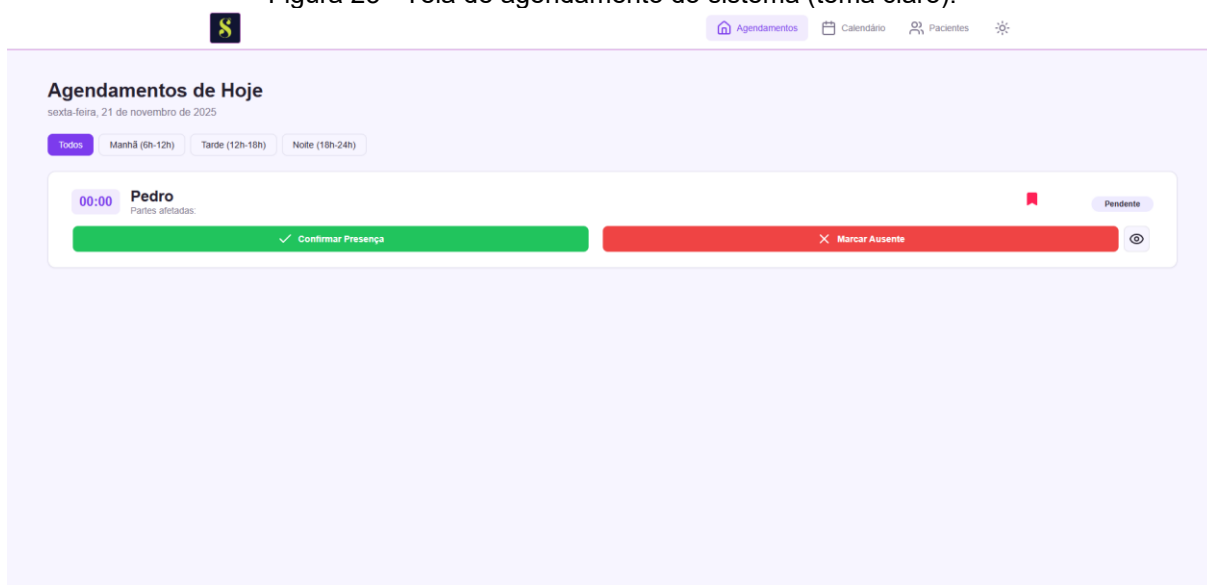 Figura 20 - Tela de agendamento do sistema (tema claro).
S
Agendamentos Calendário Pacientes
Agendamentos de Hoje
sexta-feira, 21 de novembro de 2025
Todos Manhã (6h-12h) Tarde (12h-18h) Noite (18h-24h)
00:00 Pedro Pendente
Partes afetadas:
Confirmar Presença Marcar Ausente